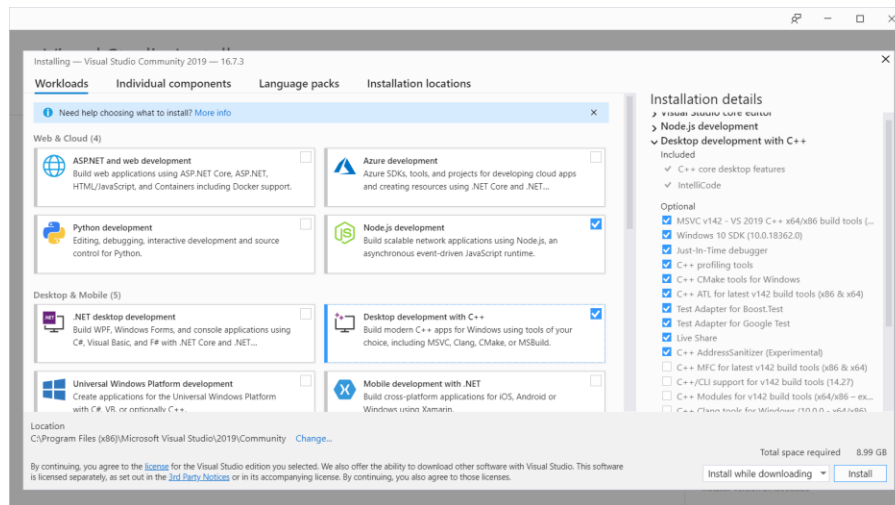 Installing — Visual Studio Community 2019 — 16.7.3
Workloads
Individual components
Language packs
Installation locations
Need help choosing what to install? More info
Web & Cloud (4)
ASP.NET and web development
Build web applications using ASP.NET Core, ASP.NET,
HTML/JavaScript, and Containers including Docker support.
Azure development
Azure SDKs, tools, and projects for developing cloud apps
and creating resources using .NET Core and .NET...
Python development
Editing, debugging, interactive development and source
control for Python.
Node.js development
Build scalable network applications using Node.js, an
asynchronous event-driven JavaScript runtime.
Desktop & Mobile (5)
.NET desktop development
Build WPF, Windows Forms, and console applications using
C#, Visual Basic, and F# with .NET Core and .NET...
Desktop development with C++
Build modern C++ apps for Windows using tools of your
choice, including MSVC, Clang, CMake, or MSBuild.
Universal Windows Platform development
Create applications for the Universal Windows Platform
with C#, VB, or optionally C++.
Mobile development with .NET
Build cross-platform applications for iOS, Android or
Windows using Xamarin.
Installation details
Visual Studio core editor
Node.js development
Desktop development with C++
Included
C++ core desktop features
IntelliCode
Optional
MSVC v142 - VS 2019 C++ x64/x86 build tools (...
Windows 10 SDK (10.0.18362.0)
Just-In-Time debugger
C++ profiling tools
C++ CMake tools for Windows
C++ ATL for latest v142 build tools (x86 & x64)
Test Adapter for Boost.Test
Test Adapter for Google Test
Live Share
C++ AddressSanitizer (Experimental)
C++ MFC for latest v142 build tools (x86 & x64)
C++/CLI support for v142 build tools (14.27)
C++ Modules for v142 build tools (x64/x86 – ex...
C++ Clang tools for Windows (10.0.0 - x64/x86)
Location
C:\Program Files (x86)\Microsoft Visual Studio\2019\Community Change...
By continuing, you agree to the license for the Visual Studio edition you selected. We also offer the ability to download other software with Visual Studio. This software
is licensed separately, as set out in the 3rd Party Notices or in its accompanying license. By continuing, you also agree to those licenses.
Total space required 8.99 GB
Install while downloading
Install